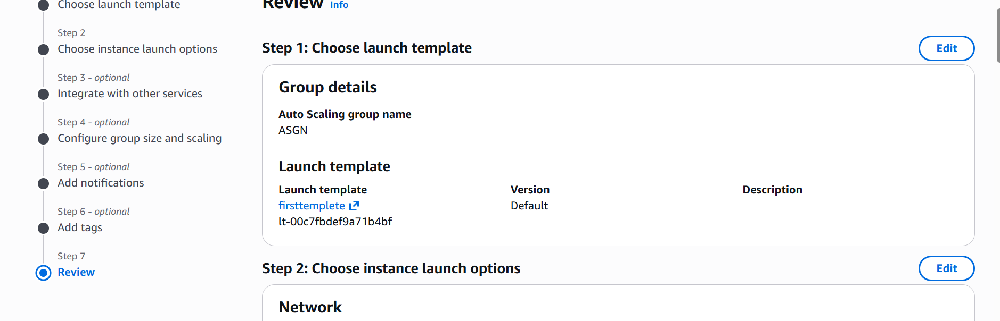 Choose launch template
Step 2
Choose instance launch options
Step 3 - optional
Integrate with other services
Step 4 - optional
Configure group size and scaling
Step 5 - optional
Add notifications
Step 6 - optional
Add tags
Step 7
Review
Review Info
Step 1: Choose launch template
Edit
Group details
Auto Scaling group name
ASGN
Launch template
Launch template Version Description
firsttemplete Default
lt-00c7fbdef9a71b4bf
Step 2: Choose instance launch options
Edit
Network